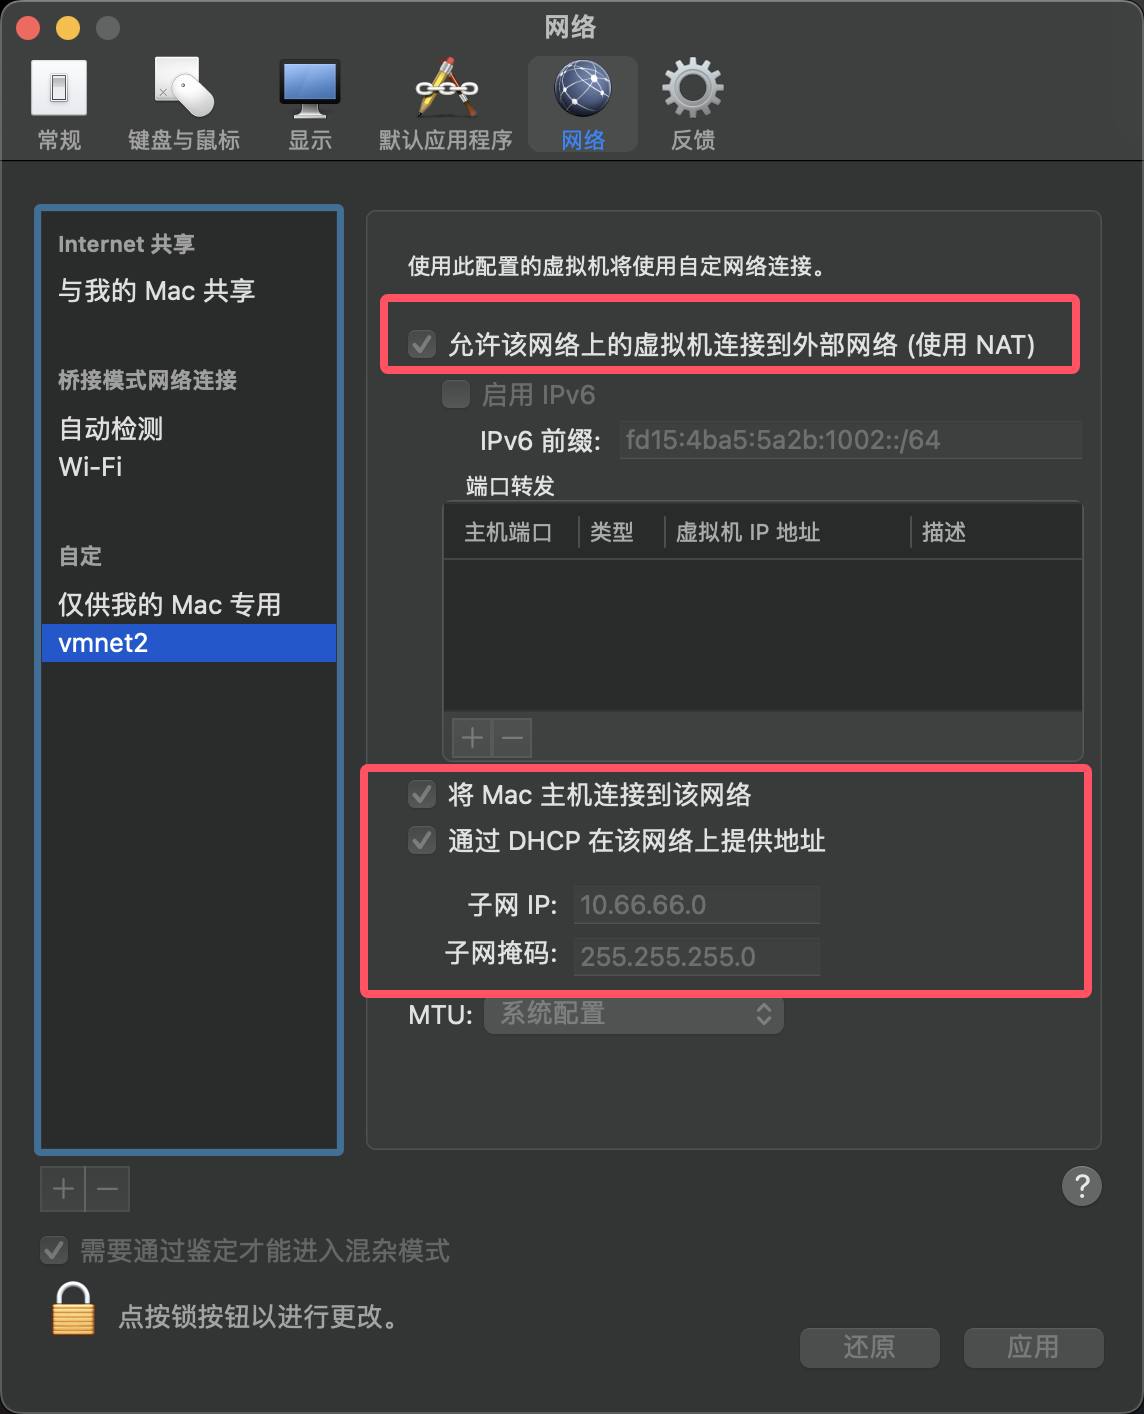 网络
常规
键盘与鼠标
显示
默认应用程序
网络
反馈
Internet 共享
与我的 Mac 共享
桥接模式网络连接
自动检测
Wi-Fi
自定
仅供我的 Mac 专用
vmnet2
使用此配置的虚拟机将使用自定网络连接。
允许该网络上的虚拟机连接到外部网络 (使用 NAT)
启用 IPv6
IPv6 前缀: fd15:4ba5:5a2b:1002::/64
端口转发
主机端口 类型 虚拟机 IP 地址 描述
将 Mac 主机连接到该网络
通过 DHCP 在该网络上提供地址
子网 IP: 10.66.66.0
子网掩码: 255.255.255.0
MTU: 系统配置
?
需要通过鉴定才能进入混杂模式
点按锁按钮以进行更改。
还原
应用